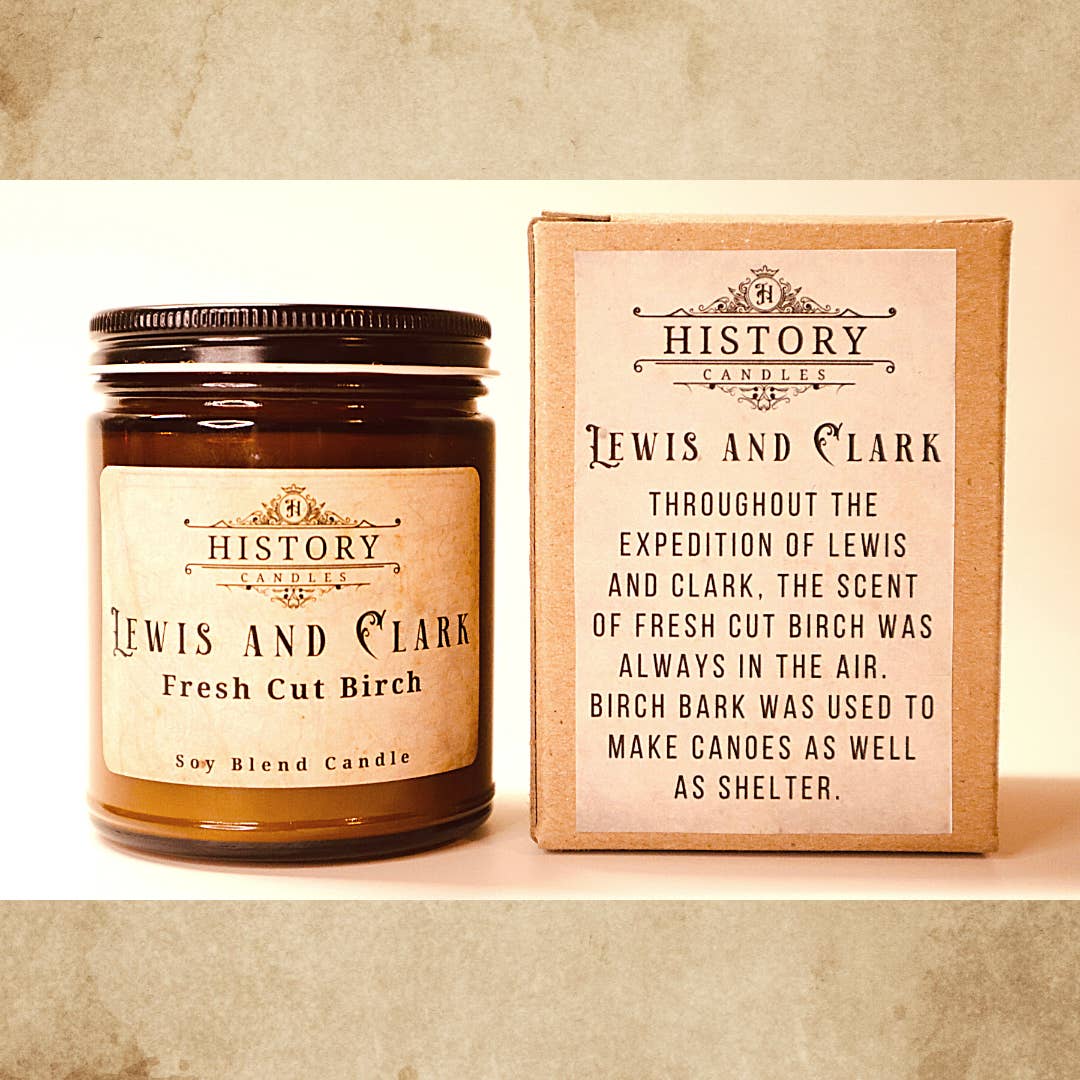 H
HISTORY
CANDLES
LEWIS AND CLARK
Fresh Cut Birch
Soy Blend Candle
H
HISTORY
CANDLES
LEWIS AND CLARK
THROUGHOUT THE
EXPEDITION OF LEWIS
AND CLARK, THE SCENT
OF FRESH CUT BIRCH WAS
ALWAYS IN THE AIR.
BIRCH BARK WAS USED TO
MAKE CANOES AS WELL
AS SHELTER.